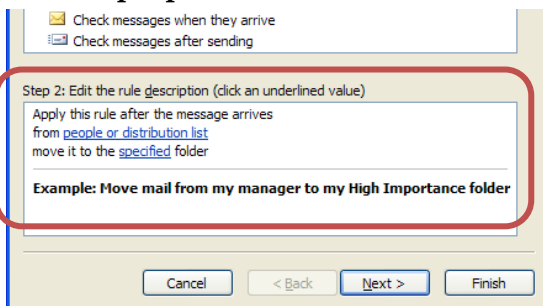 Check messages when they arrive
Check messages after sending
Step 2: Edit the rule description (click an underlined value)
Apply this rule after the message arrives
from people or distribution list
move it to the specified folder
Example: Move mail from my manager to my High Importance folder
Cancel
< Back
Next >
Finish